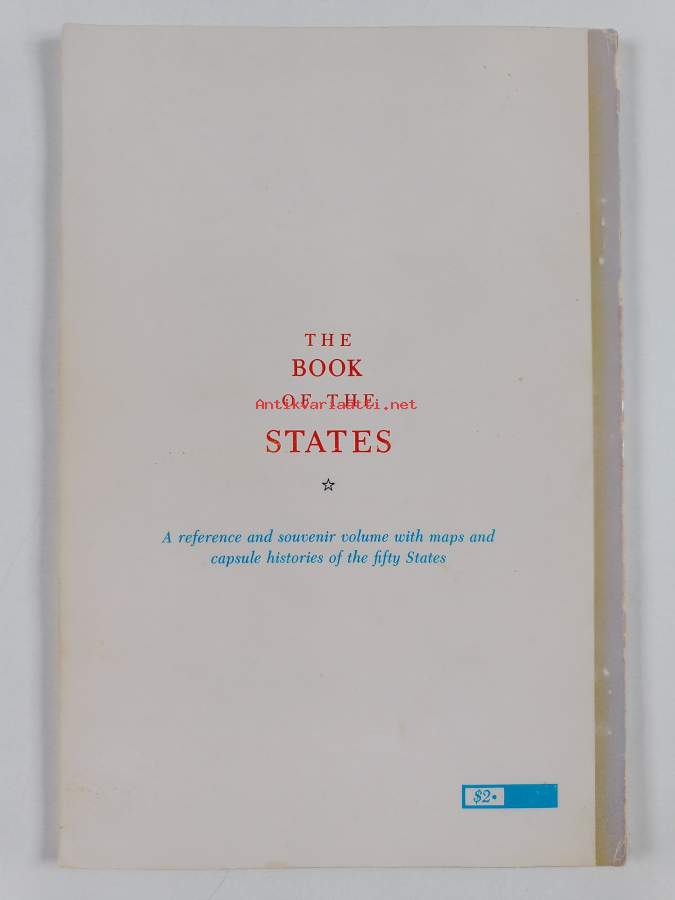 THE
BOOK
OF THE
Antikvariaatti.net
STATES
☆
A reference and souvenir volume with maps and
capsule histories of the fifty States
$2•